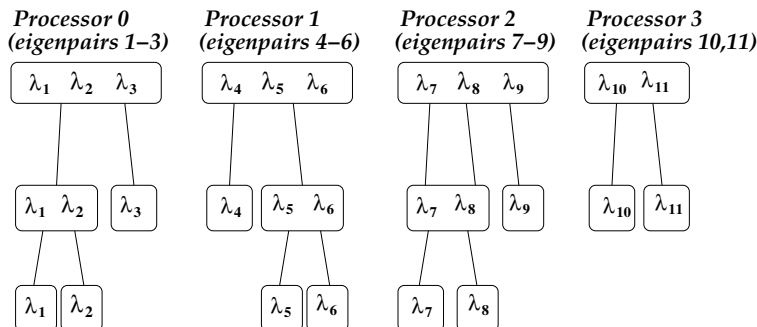 Processor 0 Processor 1 Processor 2 Processor 3
(eigenpairs 1–3) (eigenpairs 4–6) (eigenpairs 7–9) (eigenpairs 10,11)
λ₁ λ₂ λ₃ λ₄ λ₅ λ₆ λ₇ λ₈ λ₉ λ₁₀ λ₁₁
λ₁ λ₂ λ₃ λ₄ λ₅ λ₆ λ₇ λ₈ λ₉ λ₁₀ λ₁₁
λ₁ λ₂ λ₅ λ₆ λ₇ λ₈